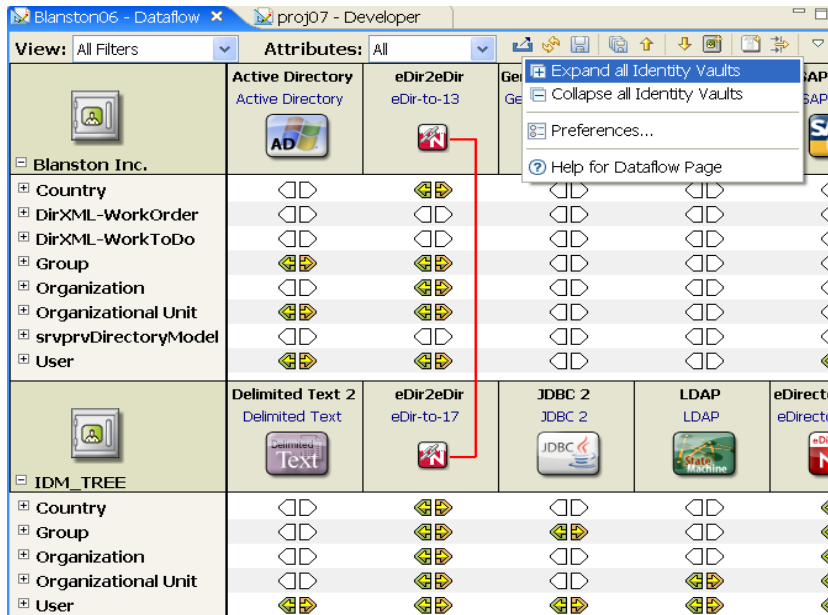 Blanston06 - Dataflow
proj07 - Developer
View: All Filters Attributes: All
Expand all Identity Vaults
Collapse all Identity Vaults
Preferences...
Help for Dataflow Page
Active Directory eDir2eDir
Active Directory eDir-to-13
AD
N
Blanston Inc.
Country
DirXML-WorkOrder
DirXML-WorkToDo
Group
Organization
Organizational Unit
srvprvDirectoryModel
User
Delimited Text 2 eDir2eDir JDBC 2 LDAP eDirect
Delimited Text eDir-to-17 JDBC 2 LDAP eDirect
Delimited Text
N
JDBC
State Machine
IDM_TREE
Country
Group
Organization
Organizational Unit
User